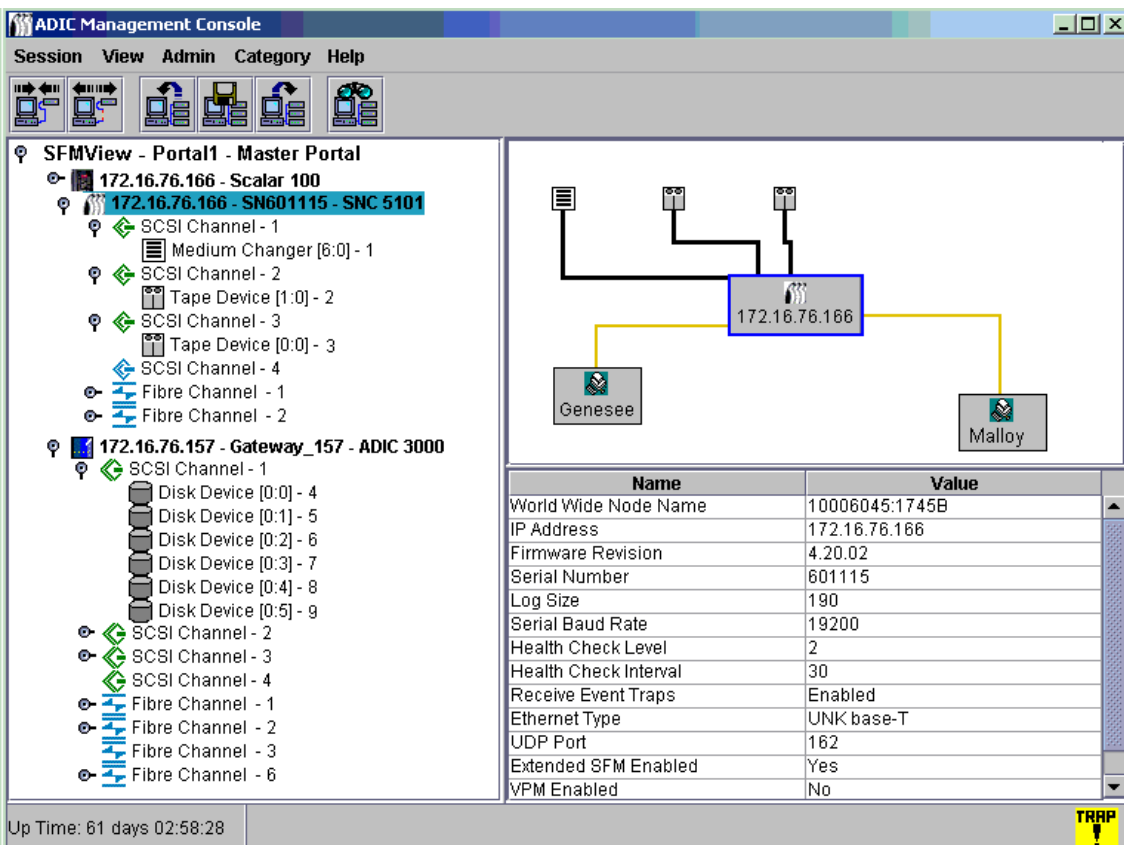 ADIC Management Console
Session View Admin Category Help
SFMView - Portal1 - Master Portal
172.16.76.166 - Scalar 100
172.16.76.166 - SN601115 - SNC 5101
SCSI Channel - 1
Medium Changer [6:0] - 1
SCSI Channel - 2
Tape Device [1:0] - 2
SCSI Channel - 3
Tape Device [0:0] - 3
SCSI Channel - 4
Fibre Channel - 1
Fibre Channel - 2
172.16.76.157 - Gateway_157 - ADIC 3000
SCSI Channel - 1
Disk Device [0:0] - 4
Disk Device [0:1] - 5
Disk Device [0:2] - 6
Disk Device [0:3] - 7
Disk Device [0:4] - 8
Disk Device [0:5] - 9
SCSI Channel - 2
SCSI Channel - 3
SCSI Channel - 4
Fibre Channel - 1
Fibre Channel - 2
Fibre Channel - 3
Fibre Channel - 6
172.16.76.166
Genesee
Malloy
Name Value
World Wide Node Name 10006045:1745B
IP Address 172.16.76.166
Firmware Revision 4.20.02
Serial Number 601115
Log Size 190
Serial Baud Rate 19200
Health Check Level 2
Health Check Interval 30
Receive Event Traps Enabled
Ethernet Type UNK base-T
UDP Port 162
Extended SFM Enabled Yes
VPM Enabled No
Up Time: 61 days 02:58:28
TRAP